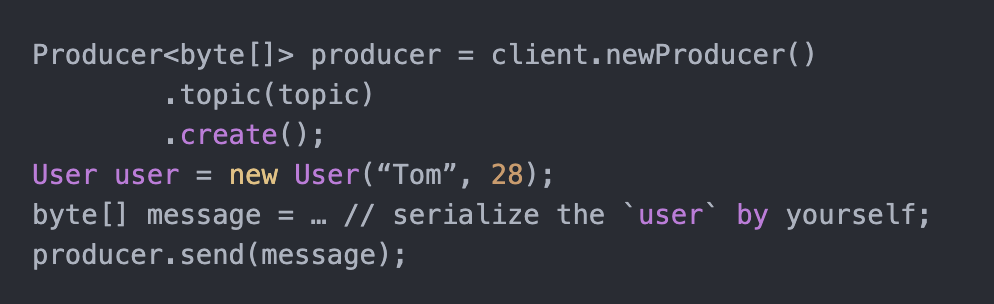 Producer<byte[]> producer = client.newProducer()
.topic(topic)
.create();
User user = new User(“Tom”, 28);
byte[] message = … // serialize the `user` by yourself;
producer.send(message);